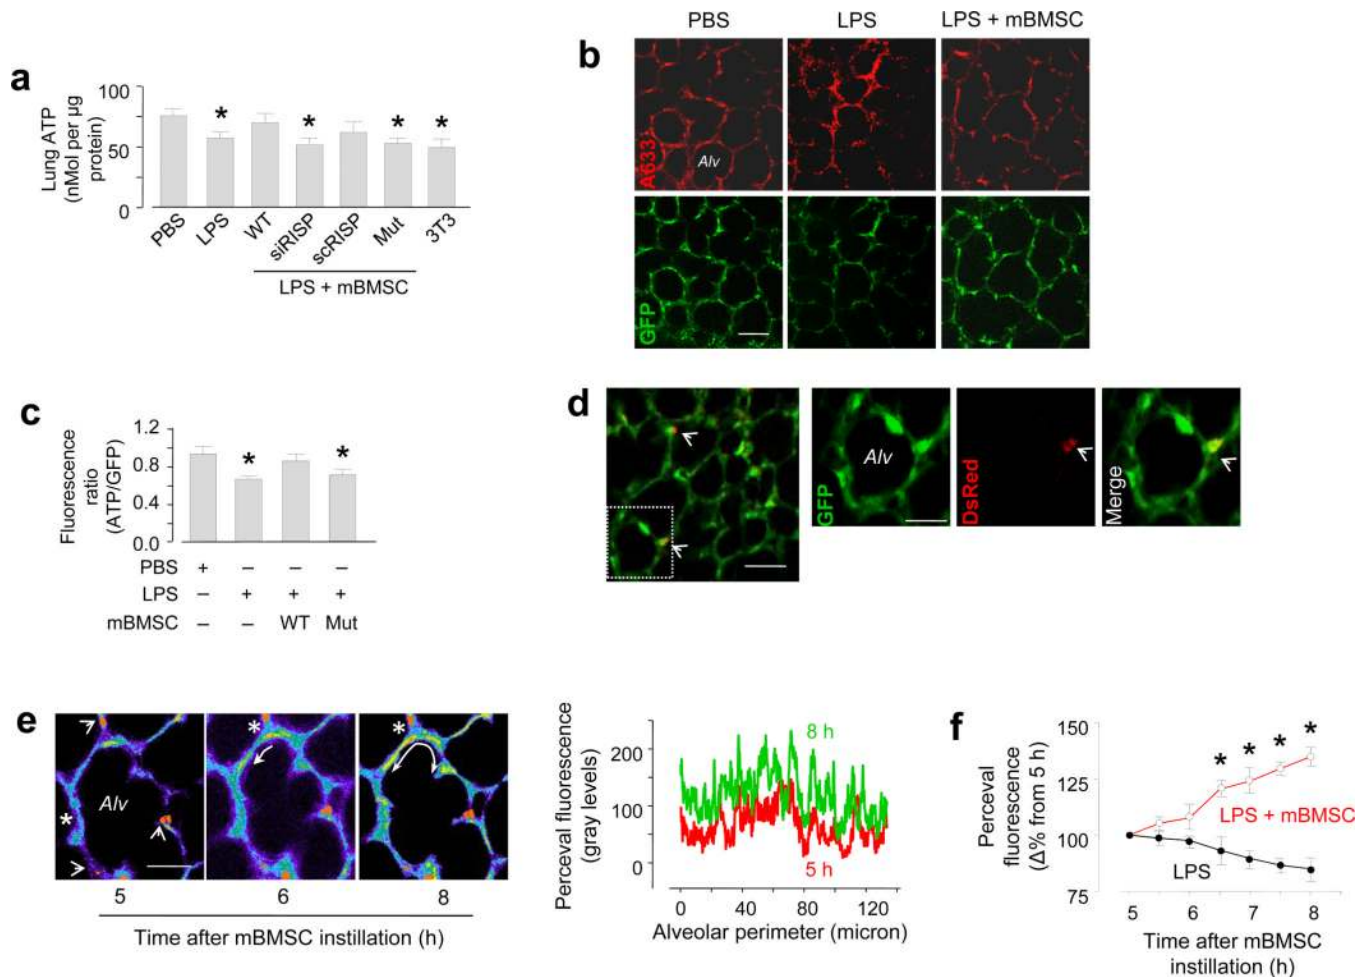 a
Lung ATP
(nMol per µg
protein)
100
50
0
PBS
LPS
WT
siRISP
scRISP
Mut
3T3
*
*
*
*
LPS + mBMSC
b
PBS
LPS
LPS + mBMSC
A633
Alv
GFP
c
Fluorescence
ratio
(ATP/GFP)
1.2
0.8
0.4
0.0
*
*
PBS + – – –
LPS – + + +
mBMSC – – WT Mut
d
GFP
Alv
DsRed
Merge
e
Alv
*
*
*
5 6 8
Time after mBMSC instillation (h)
Perceval fluorescence
(gray levels)
200
100
0
8 h
5 h
0 40 80 120
Alveolar perimeter (micron)
f
Perceval
fluorescence
(Δ% from 5 h)
150
125
100
75
* * * *
LPS + mBMSC
LPS
5 6 7 8
Time after mBMSC
instillation (h)